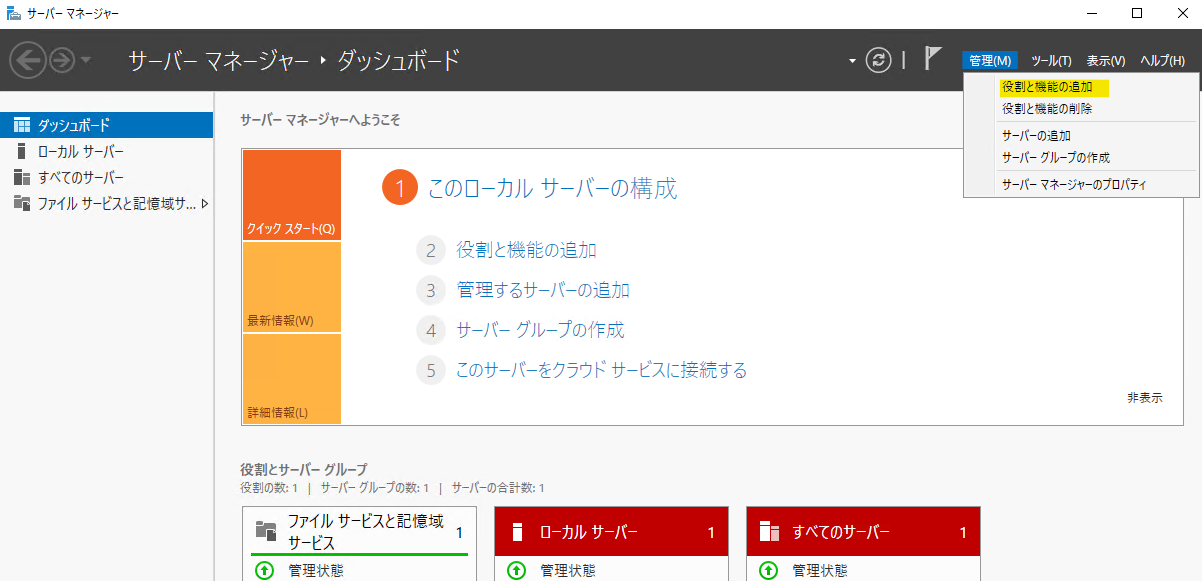 サーバー マネージャー
サーバー マネージャー ・ ダッシュボード
管理(M) ツール(T) 表示(V) ヘルプ(H)
役割と機能の追加
役割と機能の削除
サーバーの追加
サーバー グループの作成
サーバー マネージャーのプロパティ
ダッシュボード
ローカル サーバー
すべてのサーバー
ファイル サービスと記憶域サ...
サーバー マネージャーへようこそ
クイック スタート(Q)
最新情報(W)
詳細情報(L)
1 このローカル サーバーの構成
2 役割と機能の追加
3 管理するサーバーの追加
4 サーバー グループの作成
5 このサーバーをクラウド サービスに接続する
非表示
役割とサーバー グループ
役割の数: 1 | サーバー グループの数: 1 | サーバーの合計数: 1
ファイル サービスと記憶域
サービス 1
管理状態
ローカル サーバー 1
管理状態
すべてのサーバー 1
管理状態